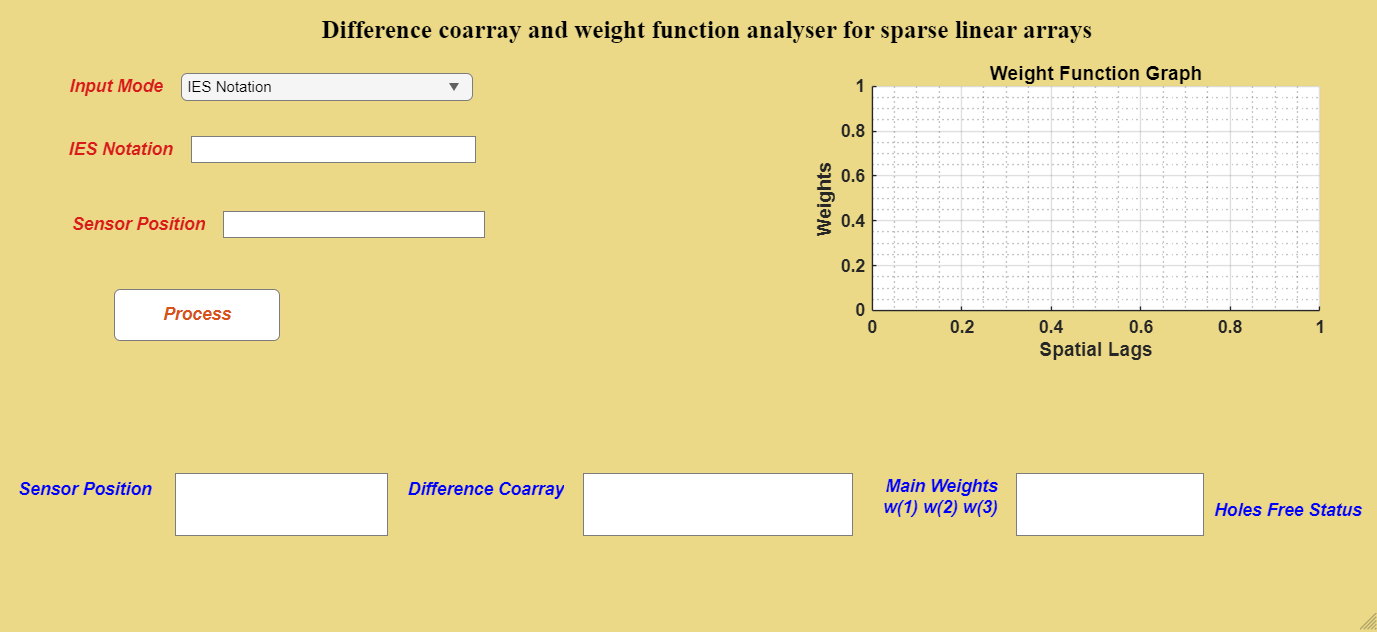 Difference coarray and weight function analyser for sparse linear arrays
Input Mode
IES Notation
IES Notation
Sensor Position
Process
Weight Function Graph
1
0.8
0.6
0.4
0.2
0
Weights
0
0.2
0.4
0.6
0.8
1
Spatial Lags
Sensor Position
Difference Coarray
Main Weights
w(1) w(2) w(3)
Holes Free Status